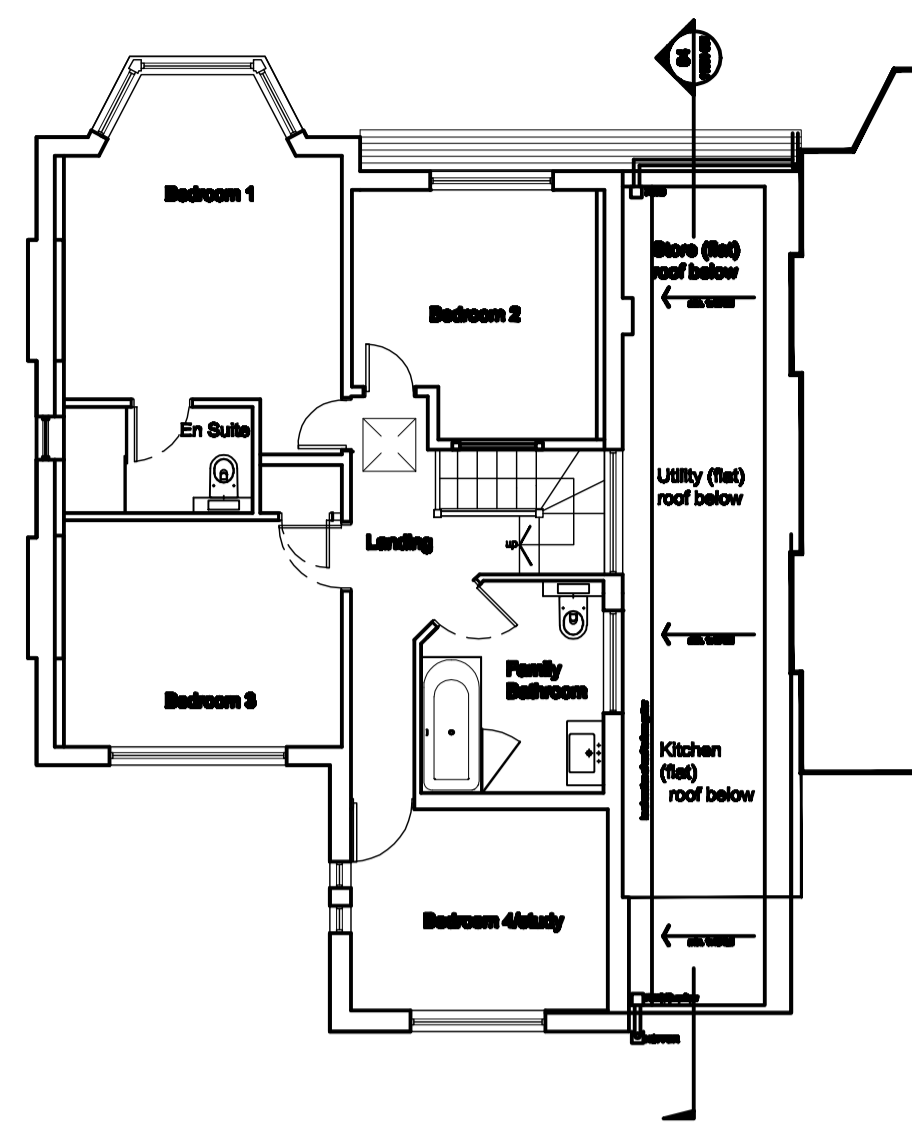 04
Bedroom 1
Store (flat)
roof below
Bedroom 2
En Suite
Utility (flat)
roof below
Landing
up
Family
Bathroom
Bedroom 3
Kitchen
(flat)
roof below
Bedroom 4/study